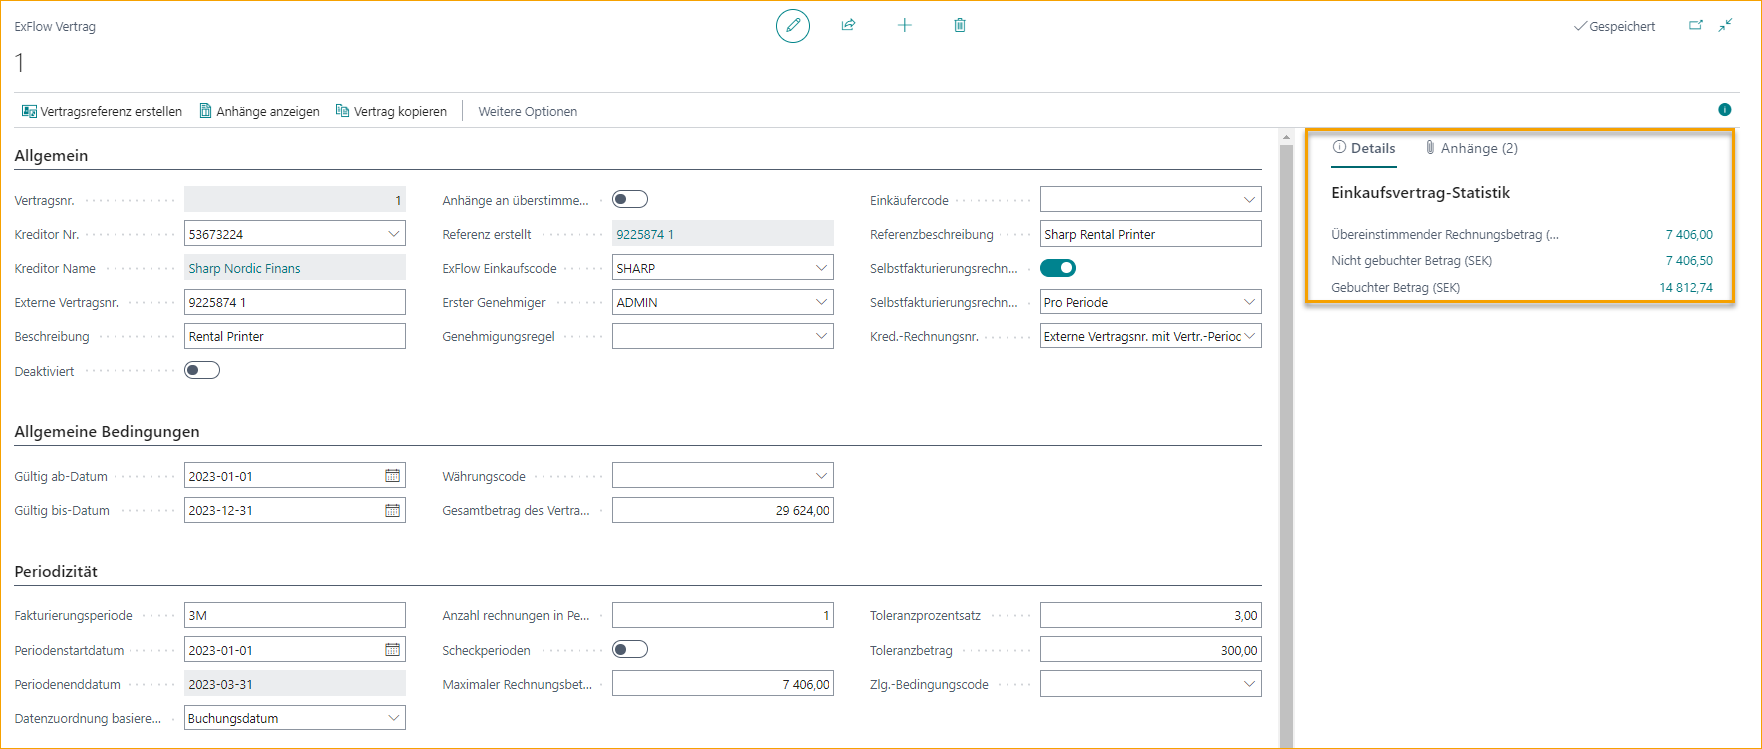 ExFlow Vertrag
Gespeichert
1
Vertragsreferenz erstellen Anhänge anzeigen Vertrag kopieren Weitere Optionen
Allgemein
Vertragsnr. 1
Kreditor Nr. 53673224
Kreditor Name Sharp Nordic Finans
Externe Vertragsnr. 9225874 1
Beschreibung Rental Printer
Deaktiviert
Anhänge an überstimme...
Referenz erstellt 9225874 1
ExFlow Einkaufscode SHARP
Erster Genehmiger ADMIN
Genehmigungsregel
Einkäufercode
Referenzbeschreibung Sharp Rental Printer
Selbstfakturierungsrechn...
Selbstfakturierungsrechn... Pro Periode
Kred.-Rechnungsnr. Externe Vertragsnr. mit Vertr.-Perioc
Allgemeine Bedingungen
Gültig ab-Datum 2023-01-01
Gültig bis-Datum 2023-12-31
Währungscode
Gesamtbetrag des Vertra... 29 624,00
Periodizität
Fakturierungsperiode 3M
Periodenstartdatum 2023-01-01
Periodenenddatum 2023-03-31
Datenzuordnung basiere... Buchungsdatum
Anzahl rechnungen in Pe... 1
Scheckperioden
Maximaler Rechnungsbet... 7 406,00
Toleranzprozentsatz 3,00
Toleranzbetrag 300,00
Zlg.-Bedingungscode
Details Anhänge (2)
Einkaufsvertrag-Statistik
Übereinstimmender Rechnungsbetrag (... 7 406,00
Nicht gebuchter Betrag (SEK) 7 406,50
Gebuchter Betrag (SEK) 14 812,74